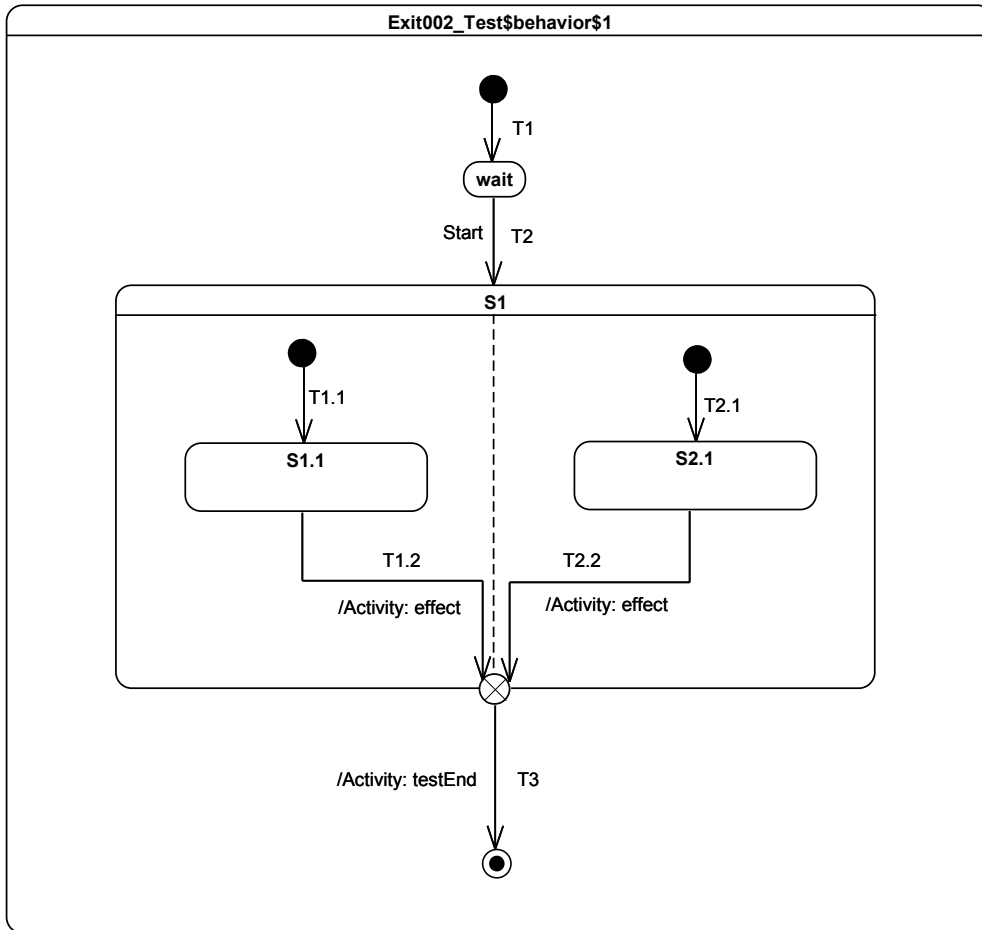 Exit002_Test$behavior$1
T1
wait
Start T2
S1
T1.1 T2.1
S1.1 S2.1
T1.2 T2.2
/Activity: effect /Activity: effect
/Activity: testEnd T3